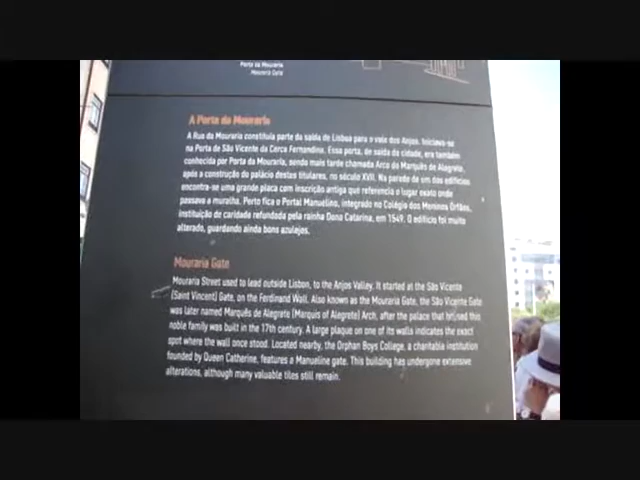 Porta da Mouraria
Mouraria Gate
A Porta da Mouraria
A Rua da Mouraria constituía parte da saída de Lisboa para o vale dos Anjos. Iniciava-se
na Porta de São Vicente da Cerca Fernandina. Essa porta, de saída da cidade, era também
conhecida por Porta da Mouraria, sendo mais tarde chamada Arco do Marquês de Alegrete,
após a construção do palácio destes titulares, no século XVII. Na parede de um dos edifícios
encontra-se uma grande placa com inscrição antiga que referencia o lugar exato onde
passava a muralha. Perto fica o Portal Manuelino, integrado no Colégio dos Meninos Órfãos,
instituição de caridade refundada pela rainha Dona Catarina, em 1549. O edifício foi muito
alterado, guardando ainda bons azulejos.
Mouraria Gate
Mouraria Street used to lead outside Lisbon, to the Anjos Valley. It started at the São Vicente
(Saint Vincent) Gate, on the Ferdinand Wall. Also known as the Mouraria Gate, the São Vicente Gate
was later named Marquês de Alegrete (Marquis of Alegrete) Arch, after the palace that this
noble family was built in the 17th century. A large plaque on one of its walls indicates the exact
spot where the wall once stood. Located nearby, the Orphan Boys College, a charitable institution
founded by Queen Catherine, features a Manueline gate. This building has undergone extensive
alterations, although many valuable tiles still remain.